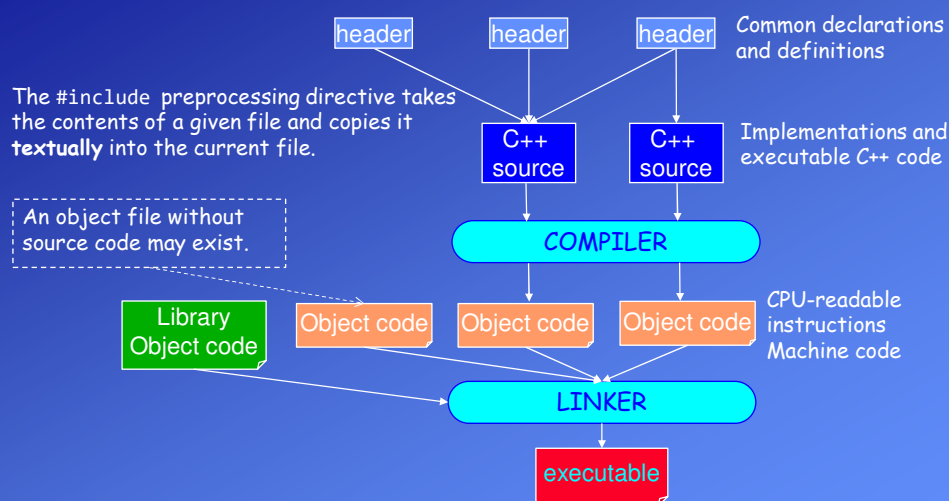 header
header
header
Common declarations
and definitions
The #include preprocessing directive takes
the contents of a given file and copies it
textually into the current file.
C++
source
C++
source
Implementations and
executable C++ code
An object file without
source code may exist.
COMPILER
Library
Object code
Object code
Object code
Object code
CPU-readable
instructions
Machine code
LINKER
executable